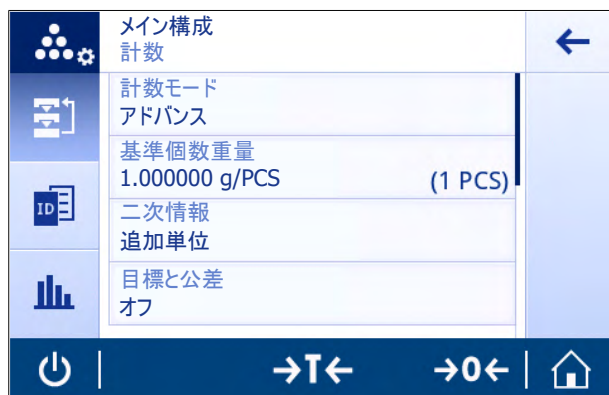 メイン構成
計数
計数モード
アドバンス
基準個数重量
1.000000 g/PCS (1 PCS)
二次情報
追加単位
ID
目標と公差
オフ
→T← →0←